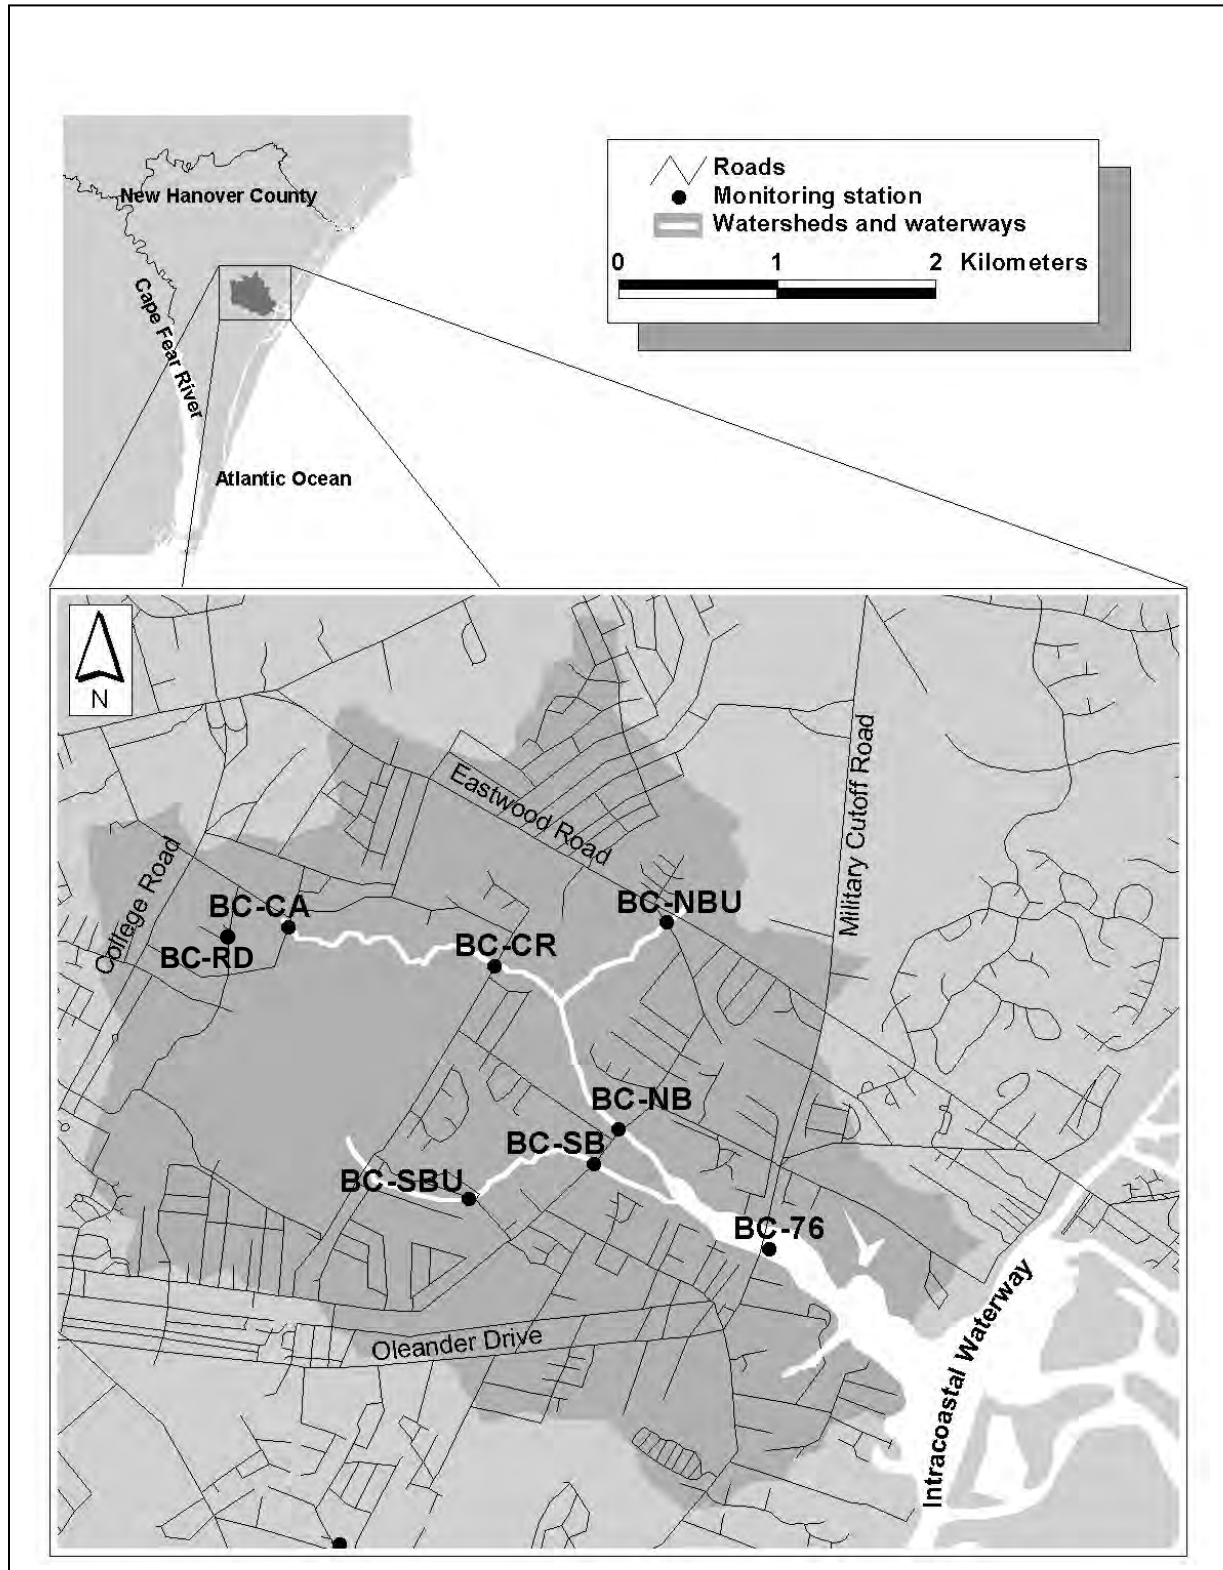 New Hanover County
Cape Fear River
Atlantic Ocean
Roads
Monitoring station
Watersheds and waterways
0 1 2 Kilometers
N
Eastwood Road
Military Cutoff Road
College Road
BC-CA
BC-RD
BC-CR
BC-NBU
BC-NB
BC-SB
BC-SBU
BC-76
Oleander Drive
Intracoastal Waterway